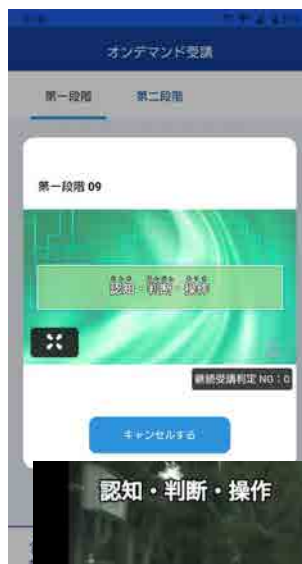 オンデマンド受講
第一段階
第二段階
第一段階 09
認知・判断・操作
継続受講判定 NG：0
キャンセルする
認知・判断・操作